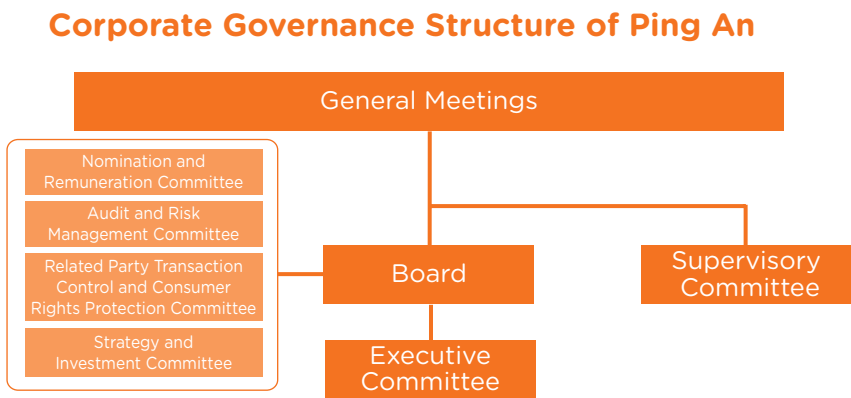 Corporate Governance Structure of Ping An
General Meetings
Nomination and
Remuneration Committee
Audit and Risk
Management Committee
Related Party Transaction
Control and Consumer
Rights Protection Committee
Strategy and
Investment Committee
Board
Supervisory
Committee
Executive
Committee